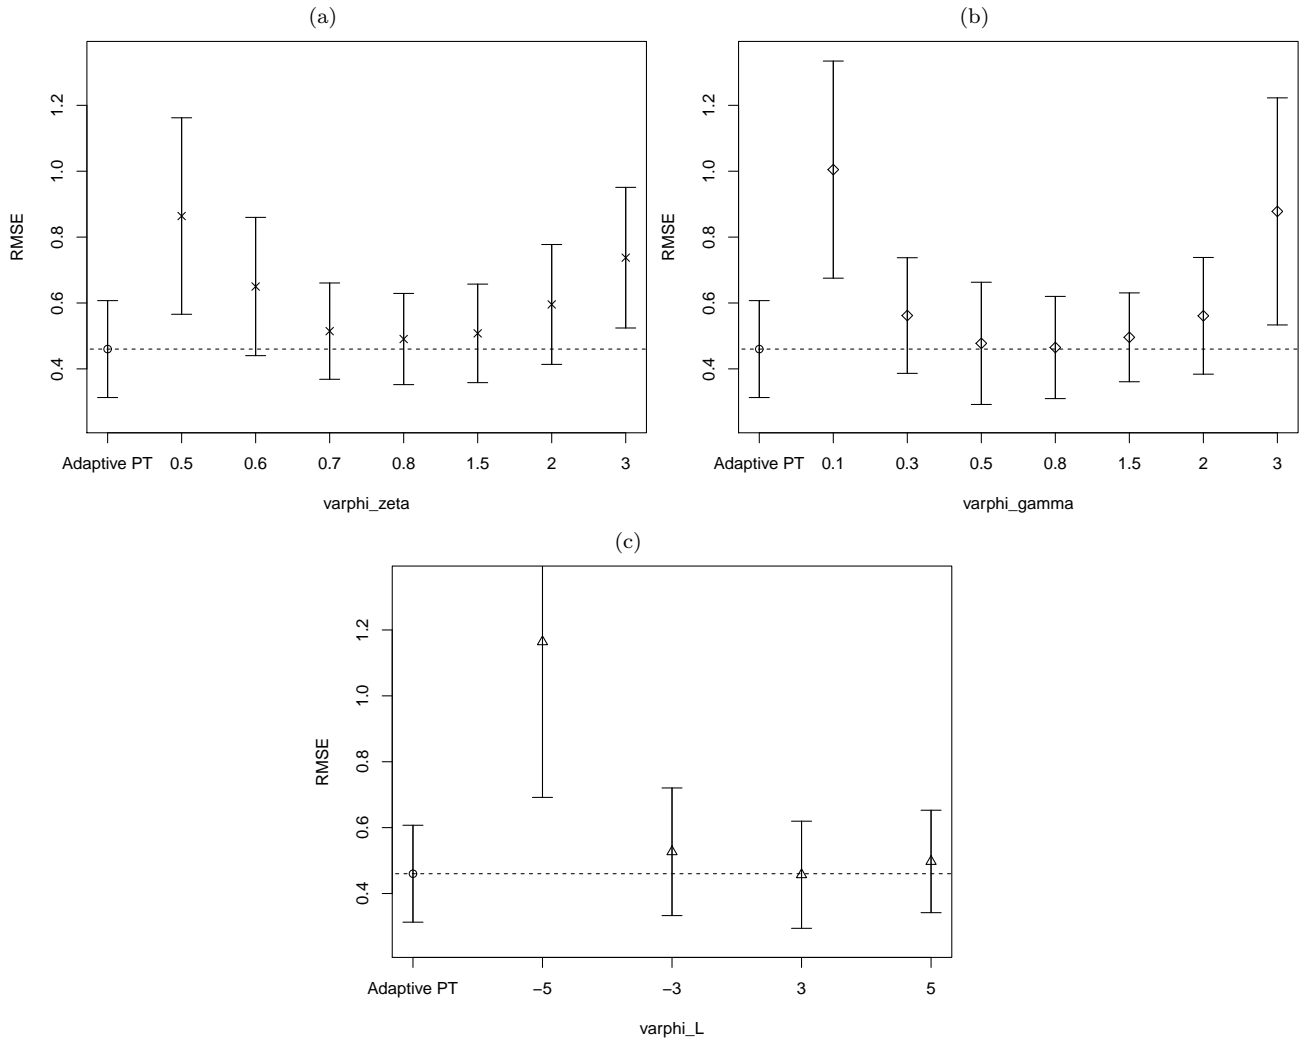 (a)
RMSE
1.2
1.0
0.8
0.6
0.4
Adaptive PT 0.5 0.6 0.7 0.8 1.5 2 3
varphi_zeta
(b)
RMSE
1.2
1.0
0.8
0.6
0.4
Adaptive PT 0.1 0.3 0.5 0.8 1.5 2 3
varphi_gamma
(c)
RMSE
1.2
1.0
0.8
0.6
0.4
Adaptive PT −5 −3 3 5
varphi_L